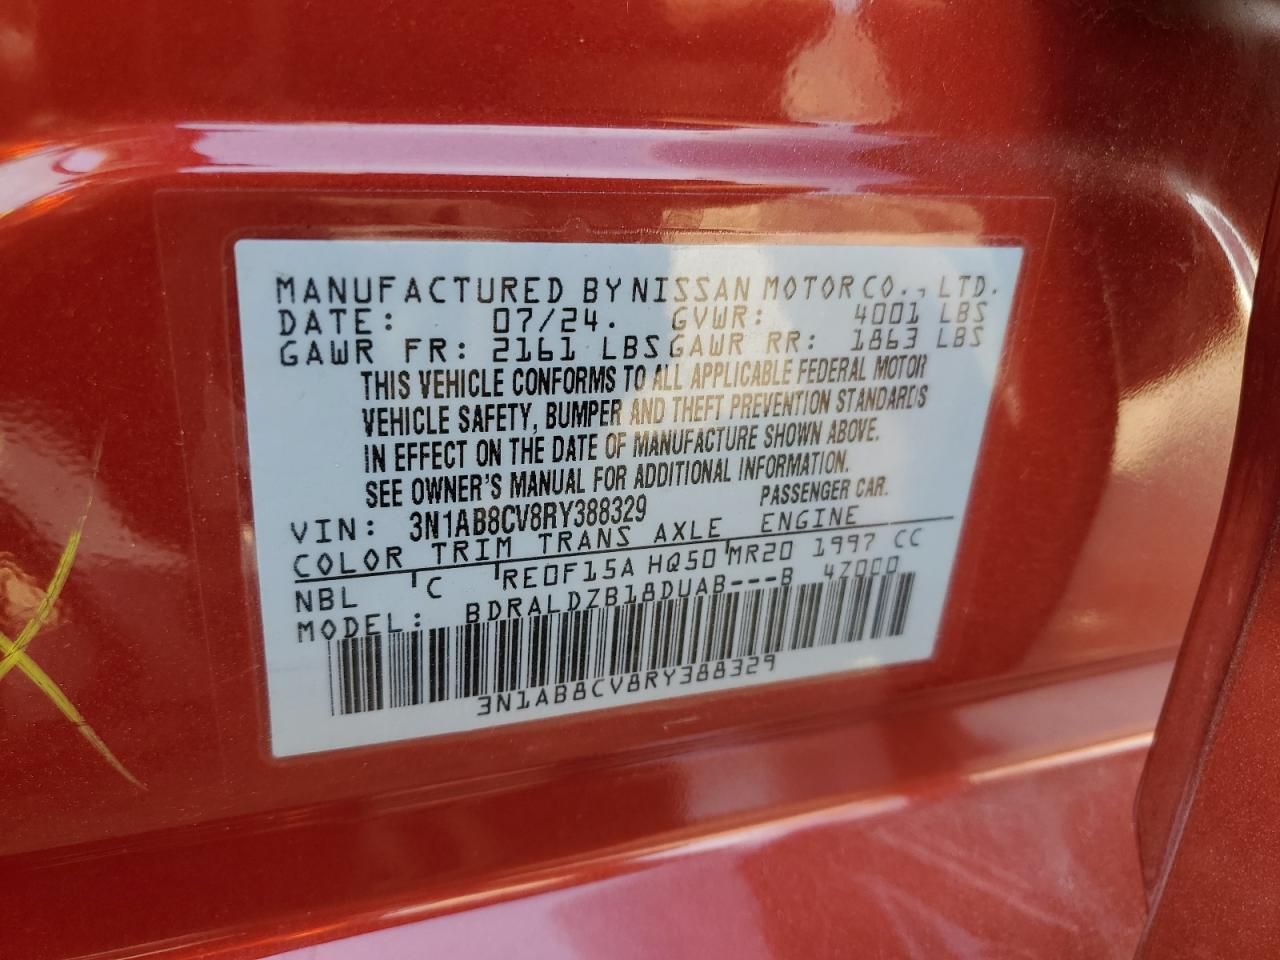 MANUFACTURED BY NISSAN MOTOR CO., LTD.
DATE: 07/24. GVWR: 4001 LBS
GAWR FR: 2161 LBS GAWR RR: 1863 LBS
THIS VEHICLE CONFORMS TO ALL APPLICABLE FEDERAL MOTOR
VEHICLE SAFETY, BUMPER AND THEFT PREVENTION STANDARDS
IN EFFECT ON THE DATE OF MANUFACTURE SHOWN ABOVE.
SEE OWNER'S MANUAL FOR ADDITIONAL INFORMATION.
VIN: 3N1AB8CV8RY388329 PASSENGER CAR.
COLOR TRIM TRANS AXLE ENGINE
NBL C RE0F15A HQ50 MR20 1997 CC
MODEL: BDRALDZB18DUAB---B 4Z000
3N1AB8CV8RY388329